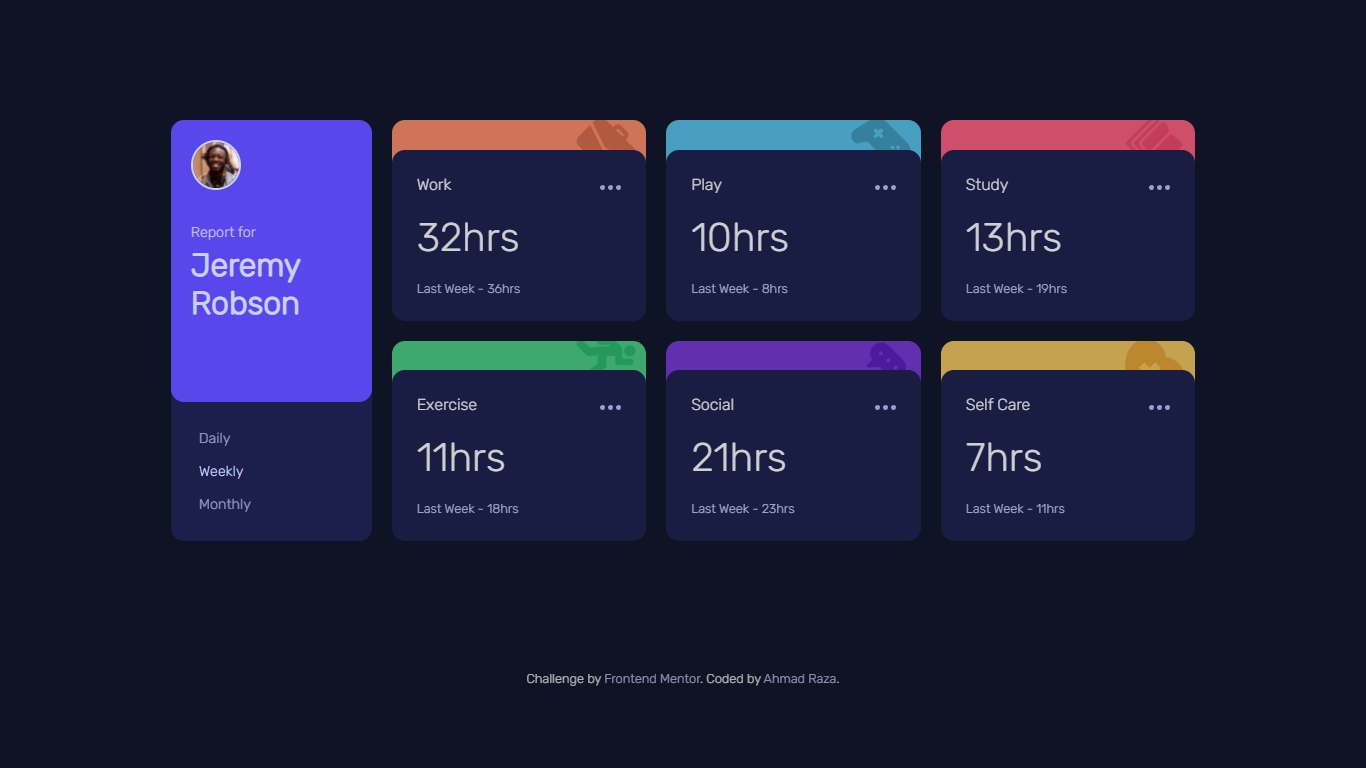 Report for
Jeremy
Robson
Daily
Weekly
Monthly
Work
32hrs
Last Week - 36hrs
Play
10hrs
Last Week - 8hrs
Study
13hrs
Last Week - 19hrs
Exercise
11hrs
Last Week - 18hrs
Social
21hrs
Last Week - 23hrs
Self Care
7hrs
Last Week - 11hrs
Challenge by Frontend Mentor. Coded by Ahmad Raza.